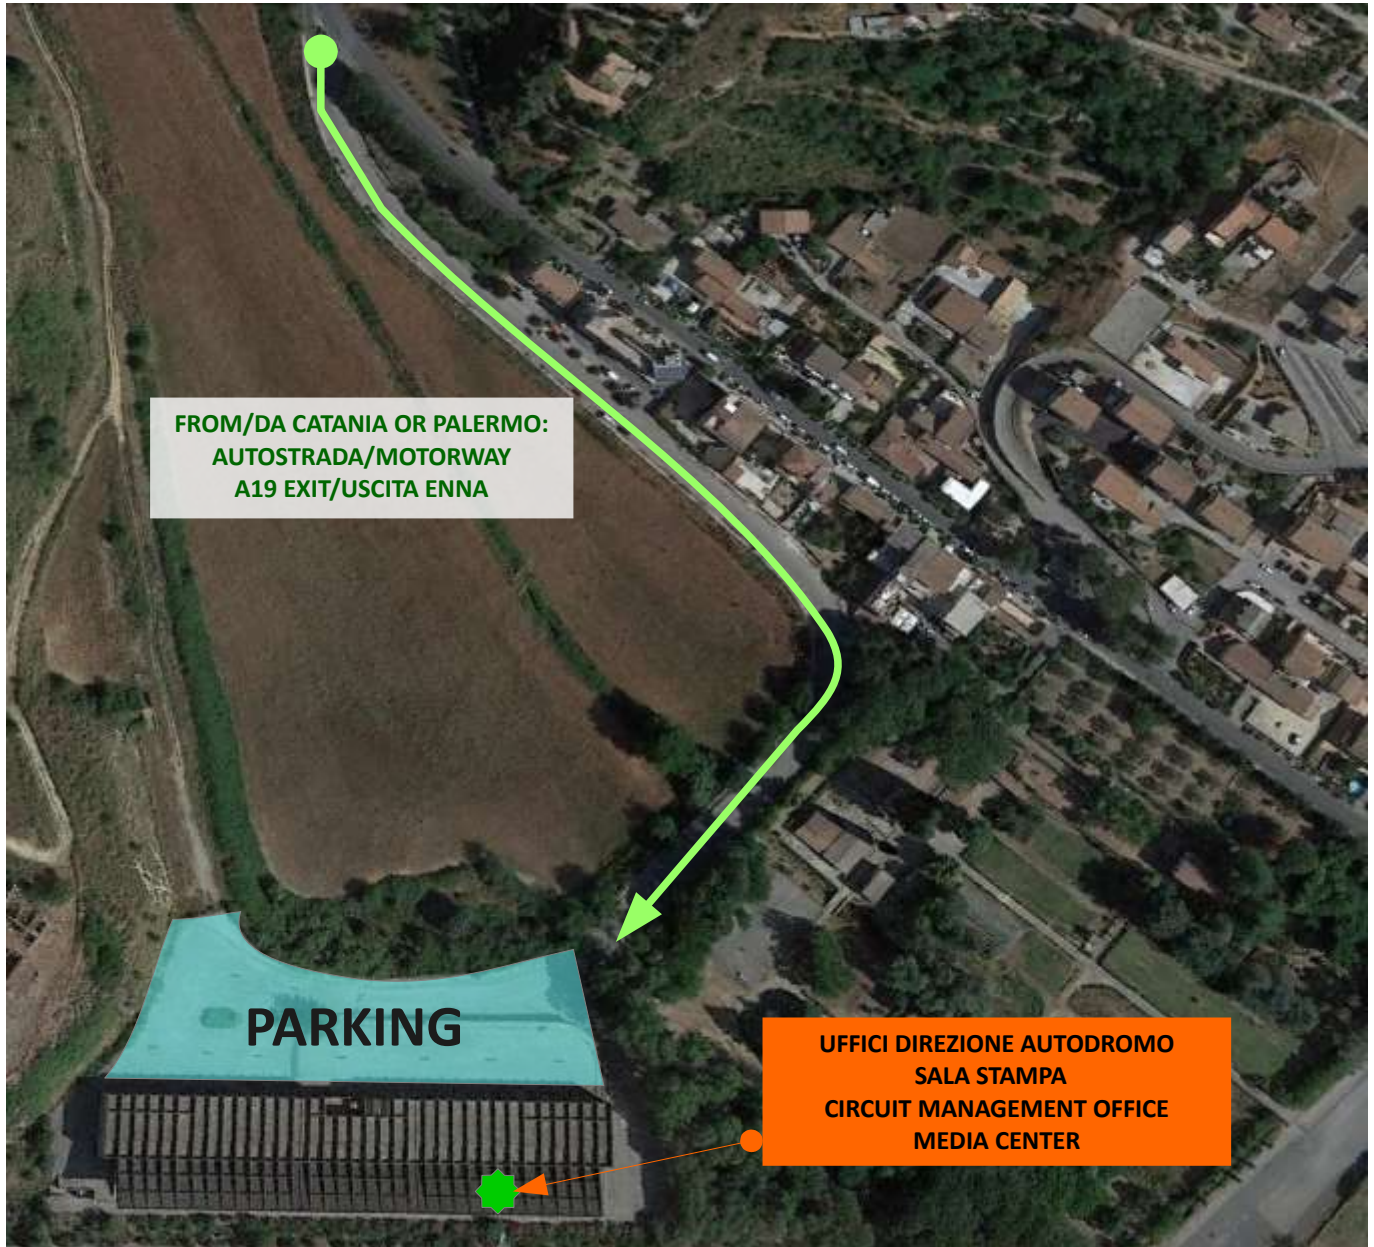 FROM/DA CATANIA OR PALERMO:
AUTOSTRADA/MOTORWAY
A19 EXIT/USCITA ENNA
PARKING
UFFICI DIREZIONE AUTODROMO
SALA STAMPA
CIRCUIT MANAGEMENT OFFICE
MEDIA CENTER